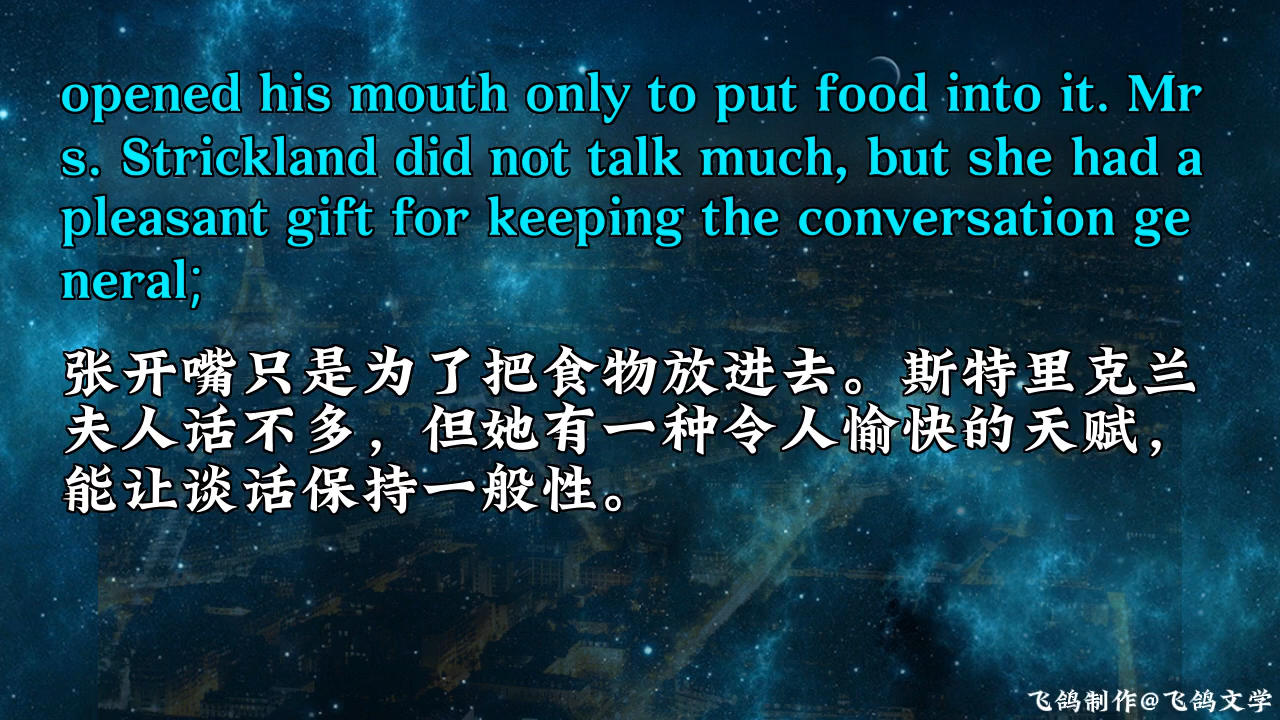 opened his mouth only to put food into it. Mr
s. Strickland did not talk much, but she had a
pleasant gift for keeping the conversation ge
neral;
张开嘴只是为了把食物放进去。斯特里克兰
夫人话不多，但她有一种令人愉快的天赋，
能让谈话保持一般性。
飞鸽制作@飞鸽文学